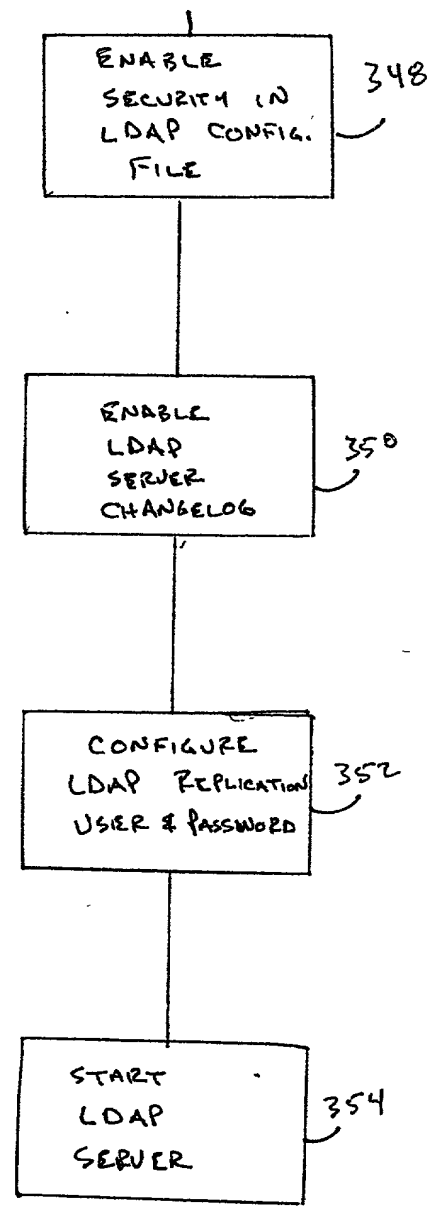 ENABLE
SECURITY IN
LDAP CONFIG.
FILE
348
ENABLE
LDAP
SERVER
CHANGELOG
350
CONFIGURE
LDAP REPLICATION
USER & PASSWORD
352
START
LDAP
SERVER
354